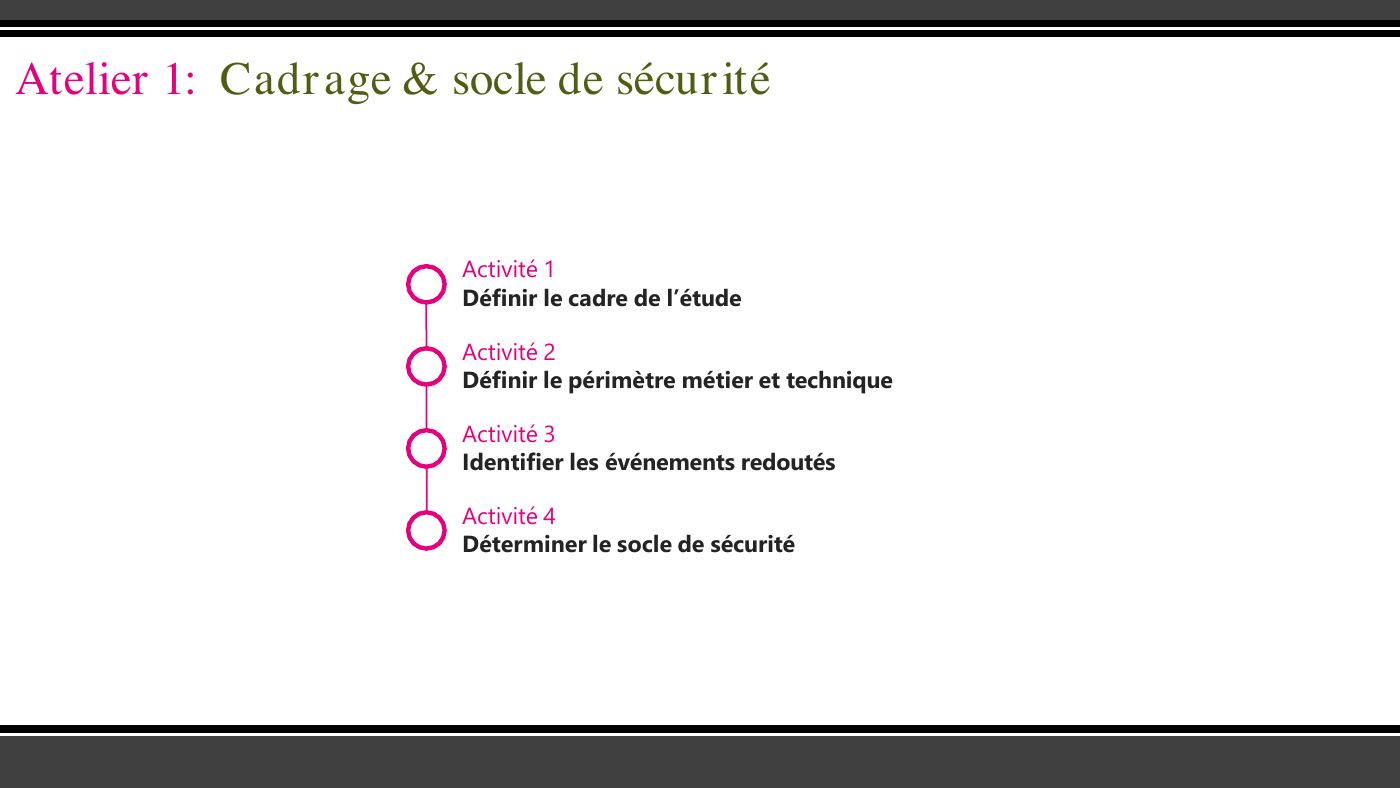 Atelier 1: Cadrage & socle de sécurité
Activité 1
Définir le cadre de l’étude
Activité 2
Définir le périmètre métier et technique
Activité 3
Identifier les événements redoutés
Activité 4
Déterminer le socle de sécurité